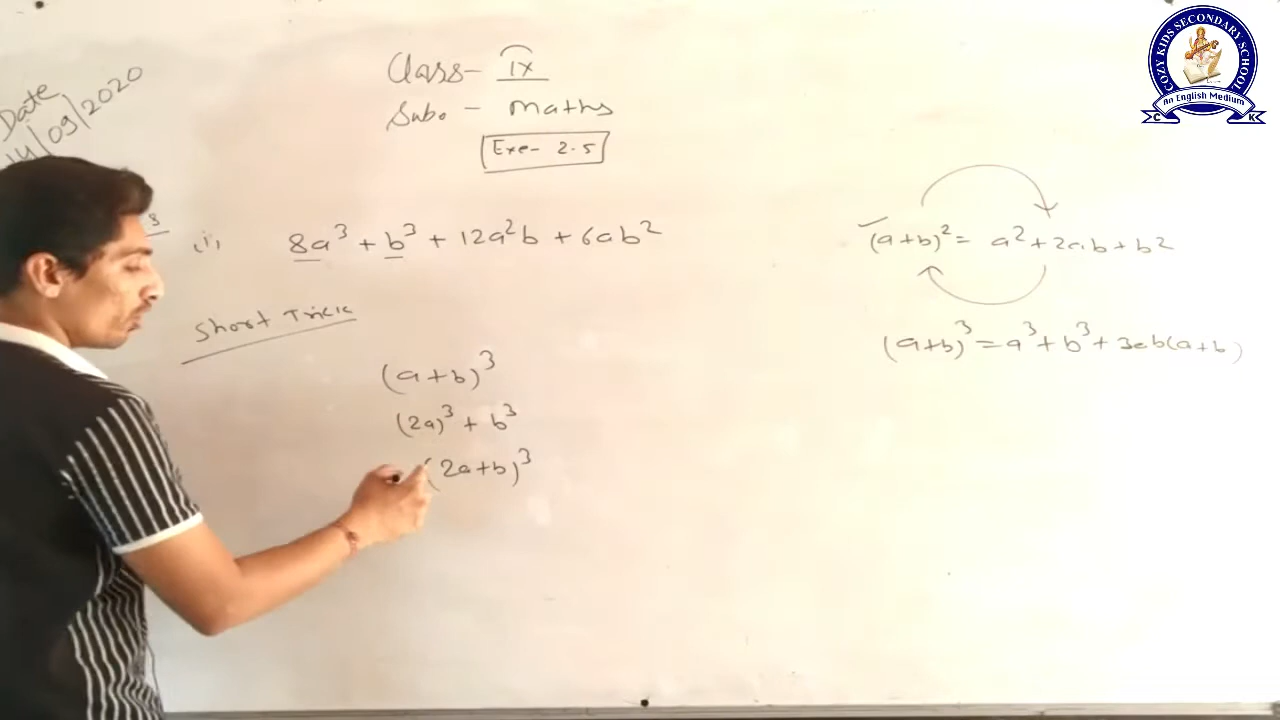 Date
14/09/2020
Class- IX
Sub. - Maths
Exe- 2.5
8
(i) 8a³ + b³ + 12a²b + 6ab²
Short Trick
(a+b)³
(2a)³ + b³
(2a+b)³
(a+b)² = a² + 2ab + b²
(a+b)³ = a³ + b³ + 3ab(a+b)
COZY KIDS SECONDARY SCHOOL
An English Medium
C K